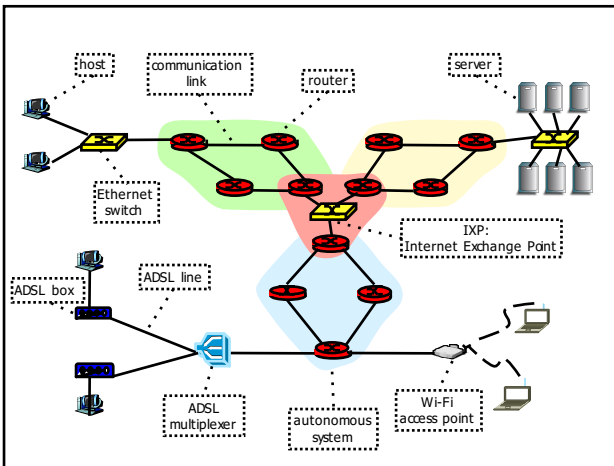 host
communication
link
router
server
Ethernet
switch
IXP:
Internet Exchange Point
ADSL box
ADSL line
ADSL
multiplexer
autonomous
system
Wi-Fi
access point